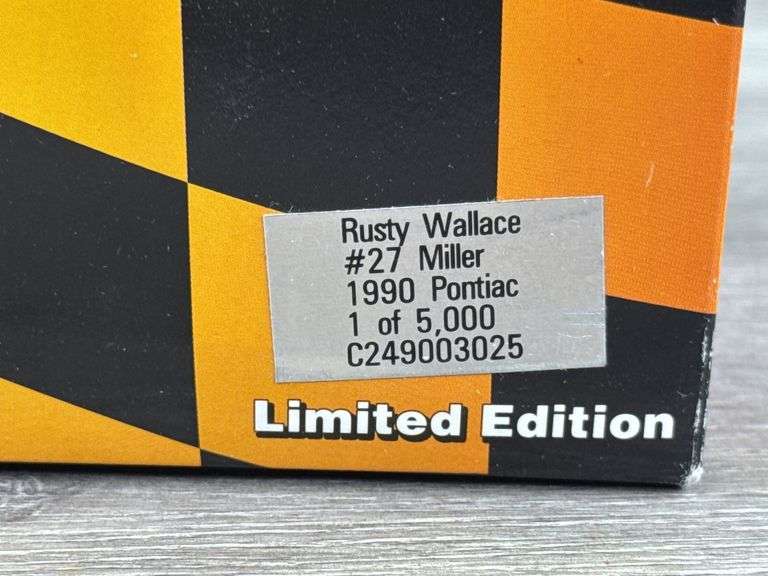 Rusty Wallace
#27 Miller
1990 Pontiac
1 of 5,000
C249003025
Limited Edition